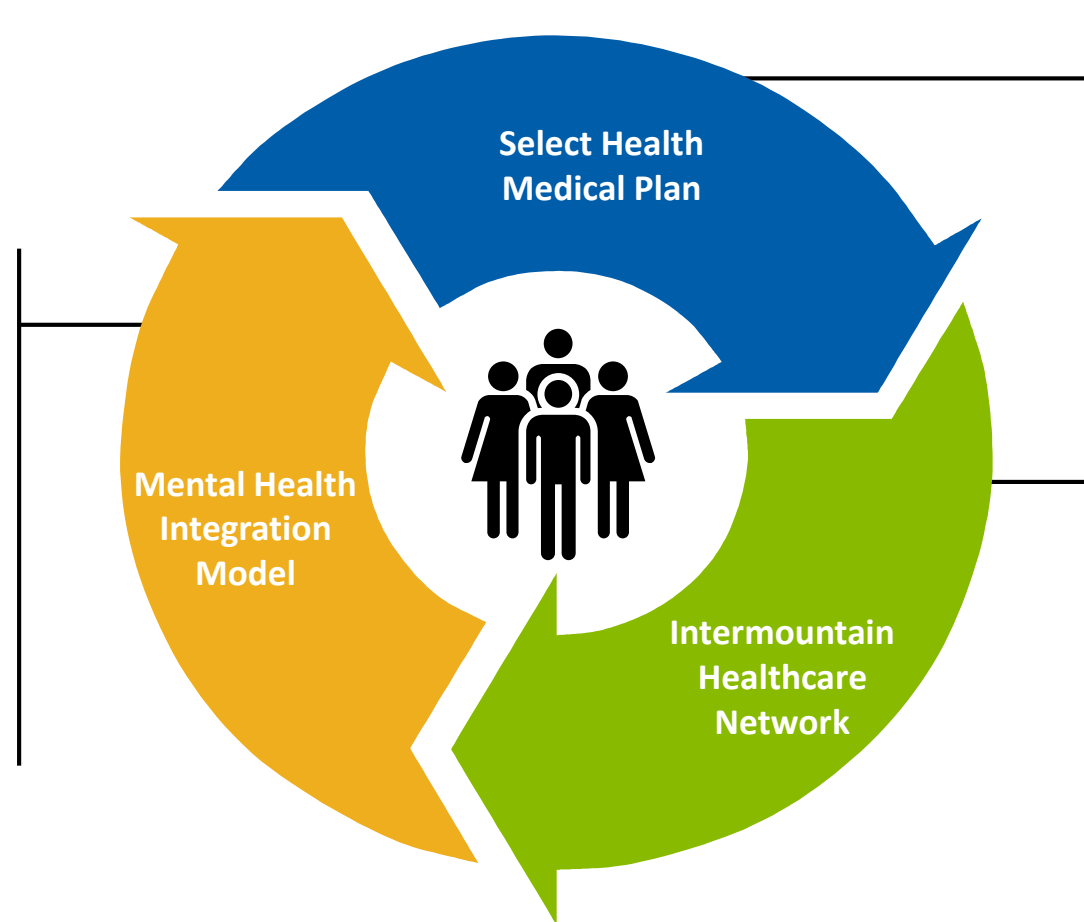 Select Health
Medical Plan
Mental Health
Integration
Model
Intermountain
Healthcare
Network